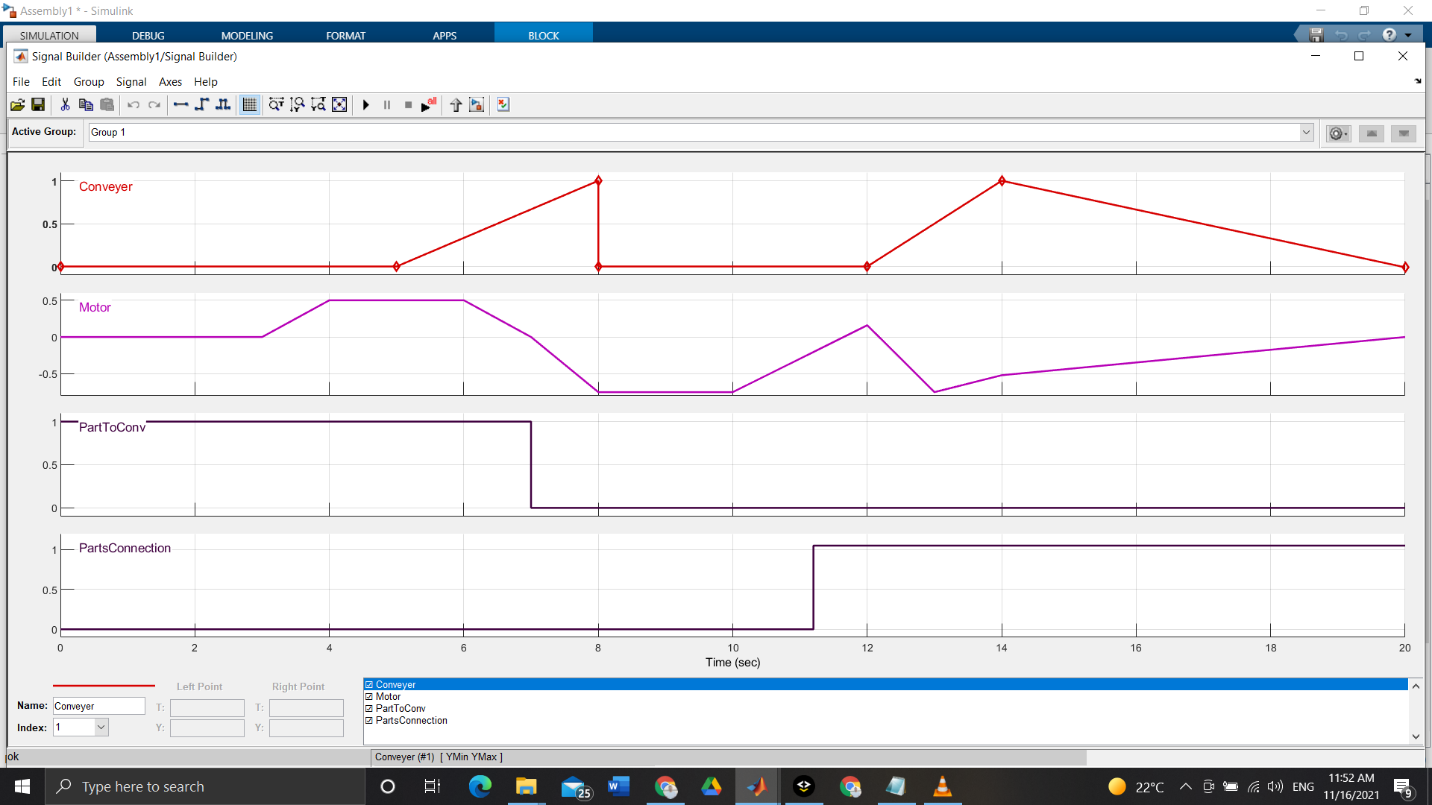 Assembly1 * - Simulink
SIMULATION DEBUG MODELING FORMAT APPS BLOCK
Signal Builder (Assembly1/Signal Builder)
File Edit Group Signal Axes Help
all
Active Group: Group 1
Conveyer
1
0.5
0
Motor
0.5
0
-0.5
PartToConv
1
0.5
0
PartsConnection
1
0.5
0
0 2 4 6 8 10 12 14 16 18 20
Time (sec)
Left Point Right Point
Name: Conveyer T: T:
Index: 1 Y: Y:
Conveyer
Motor
PartToConv
PartsConnection
ok
Conveyer (#1) [ YMin YMax ]
Type here to search
25
22°C ENG
11:52 AM
11/16/2021
9